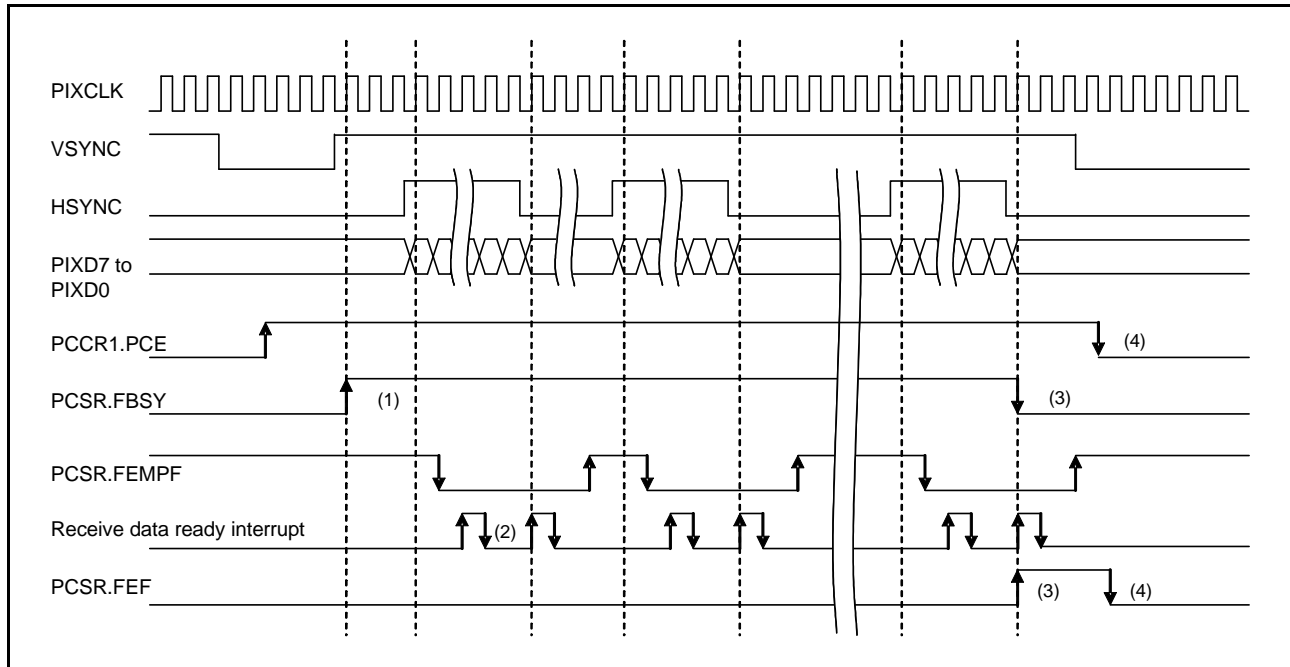 PIXCLK
VSYNC
HSYNC
PIXD7 to
PIXD0
PCCR1.PCE
(4)
PCSR.FBSY
(1)
(3)
PCSR.FEMPF
Receive data ready interrupt
(2)
PCSR.FEF
(3)
(4)